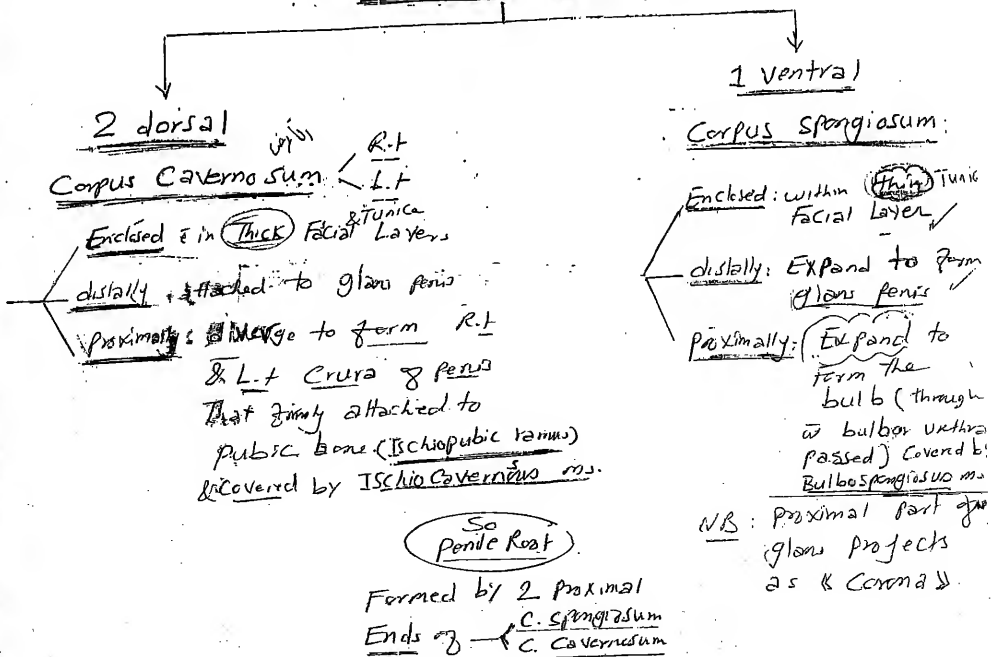 2 dorsal
Corpus Cavernosum
R.t
L.t
Enclosed in Thick Facial & Tunica Layers
distally attached to glans penis
Proximally: diverge to form R.t
& L.t Crura of Penis
That firmly attached to
pubic bone (Ischiopubic ramus)
& Covered by Ischio Cavernosus ms.
1 ventral
Corpus spongiosum:
Enclosed: within thin Tunic
Facial Layer
distally: Expand to form
glans Penis
Proximally: Expand to
Form the
bulb (through
w bulbar urethra
passed) Covered by
Bulbospongiosus ms
NB: Proximal part of
glans Projects
as « Corona »
So
Penile Root
Formed by 2 Proximal
Ends of
C. Spongiosum
C. Cavernosum